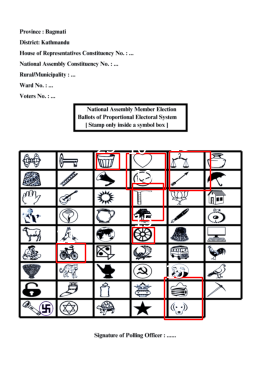 Province : Bagmati
District: Kathmandu
House of Representatives Constituency No. : ...
National Assembly Constituency No. : ...
Rural/Municipality : ...
Ward No. : ...
Voters No. : ...
National Assembly Member Election
Ballots of Proportional Electoral System
[ Stamp only inside a symbol box ]
Signature of Polling Officer : ......